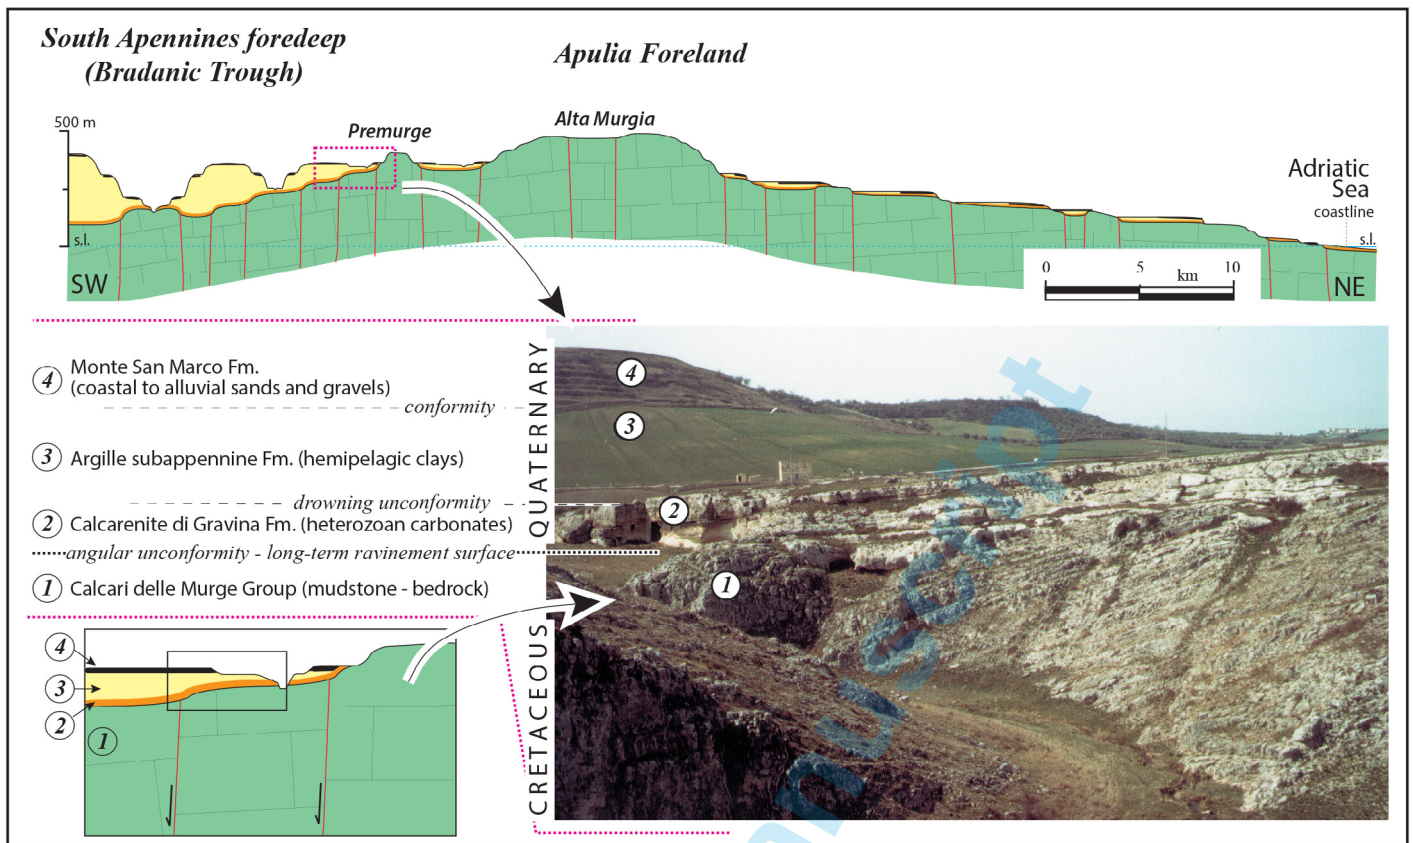 South Apennines foredeep
(Bradanic Trough)
Apulia Foreland
500 m
Premurge
Alta Murgia
Adriatic
Sea
coastline
s.l.
s.l.
SW
0 5 10
km
NE
4 Monte San Marco Fm.
(coastal to alluvial sands and gravels)
conformity
3 Argille subappennine Fm. (hemipelagic clays)
drowning unconformity
2 Calcarenite di Gravina Fm. (heterozoan carbonates)
angular unconformity - long-term ravinement surface
1 Calcari delle Murge Group (mudstone - bedrock)
QUATERNARY
CRETACEOUS
4
3
2
1
4
3
2
1
anuscript